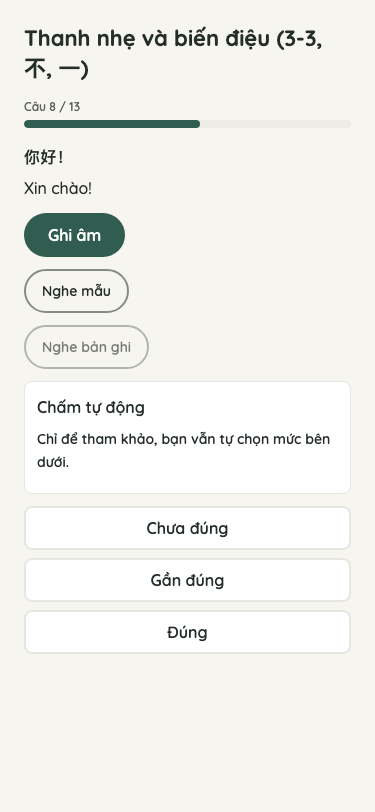 Thanh nhẹ và biến điệu (3-3,
不, 一)
Câu 8 / 13
你好！
Xin chào!
Ghi âm
Nghe mẫu
Nghe bản ghi
Chấm tự động
Chỉ để tham khảo, bạn vẫn tự chọn mức bên
dưới.
Chưa đúng
Gần đúng
Đúng